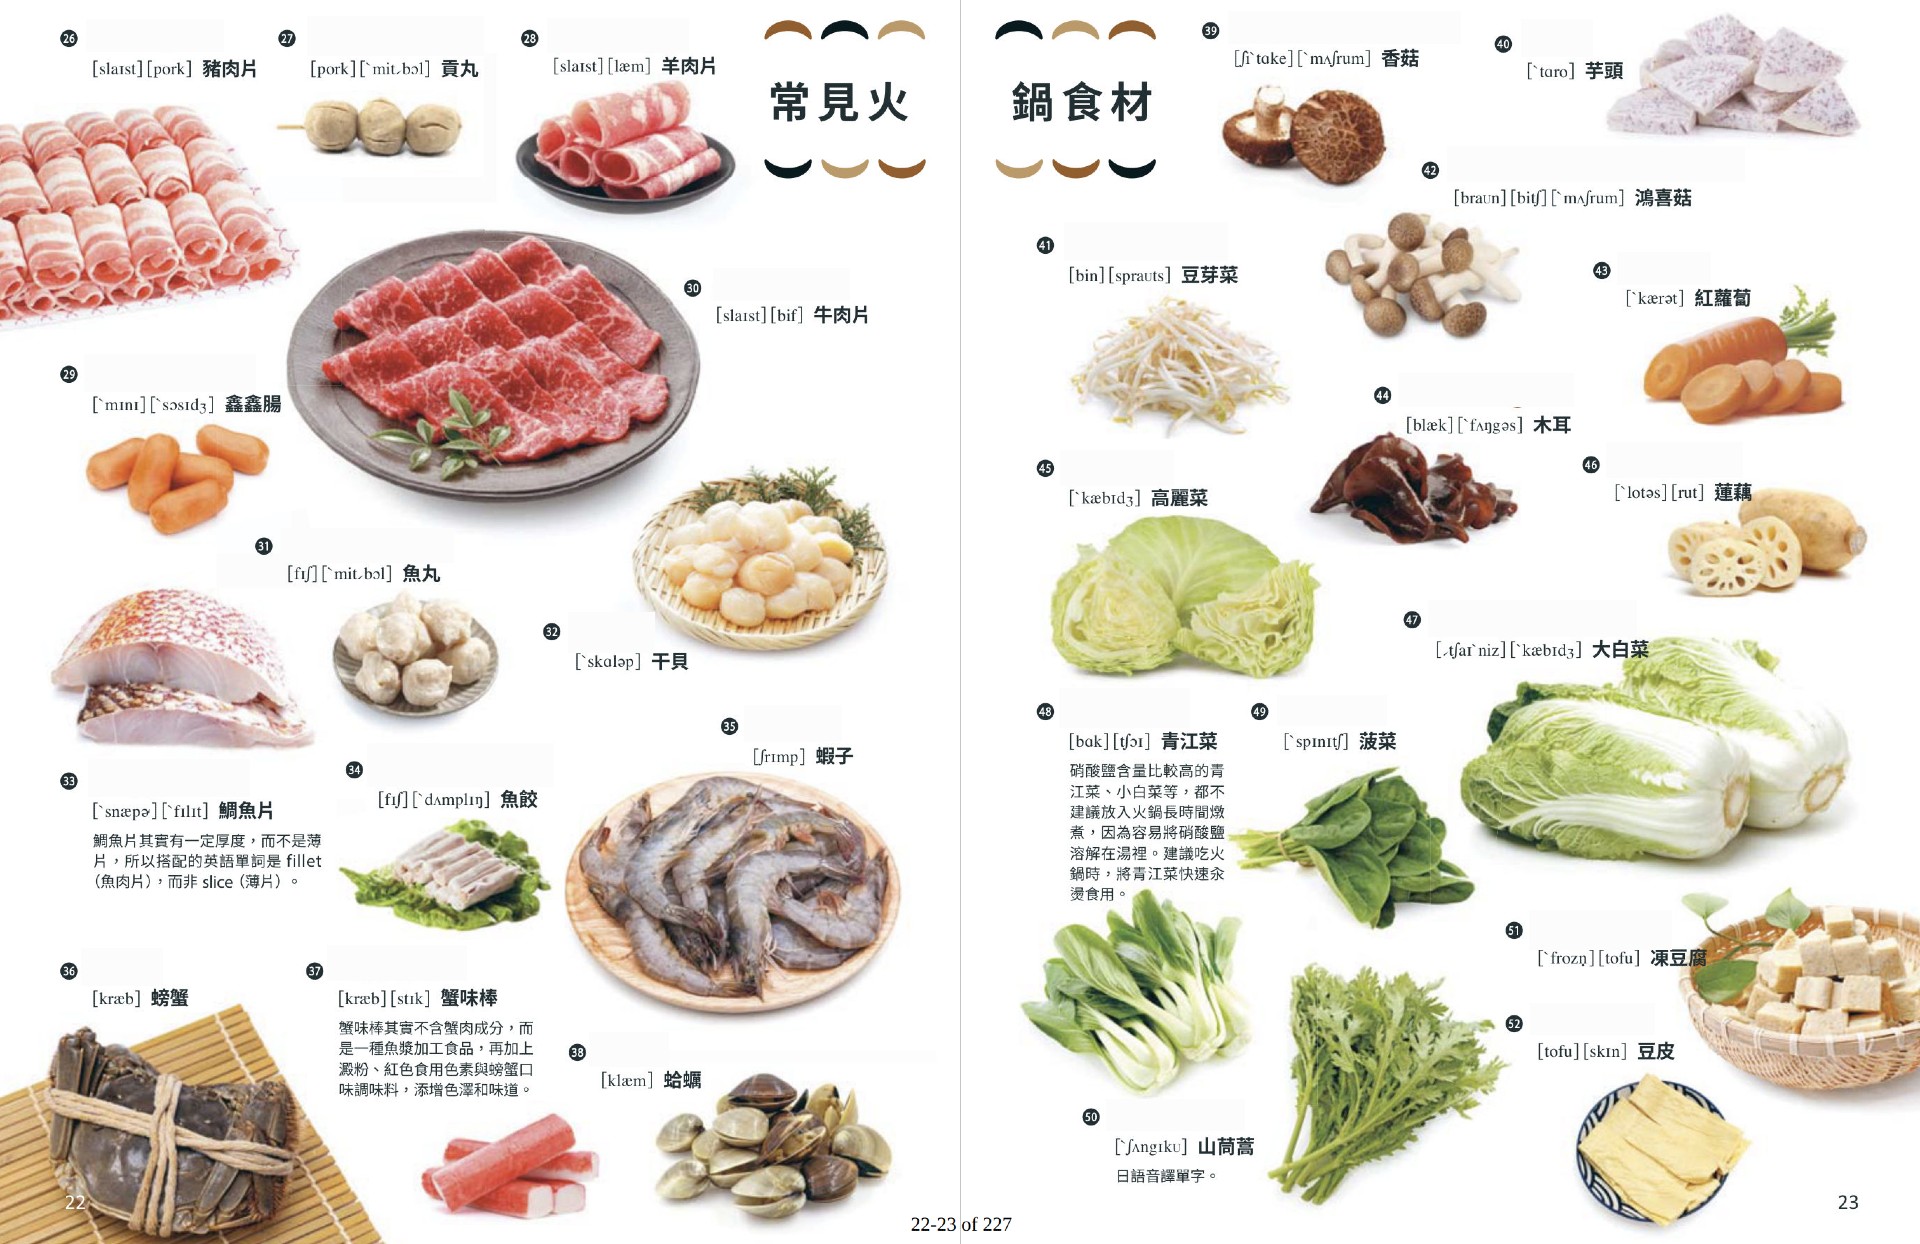 常見火鍋食材
26
[slaɪst] [pork] 豬肉片
27
[pork] [ˋmitˏbɔl] 貢丸
28
[slaɪst] [læm] 羊肉片
29
[ˋmɪnɪ] [ˋsɔsɪdʒ] 鑫鑫腸
30
[slaɪst] [bif] 牛肉片
31
[fɪʃ] [ˋmitˏbɔl] 魚丸
32
[ˋskɑləp] 干貝
33
[ˋsnæpɚ] [ˋfɪlɪt] 鯛魚片
鯛魚片其實有一定厚度，而不是薄
片，所以搭配的英語單詞是 fillet
（魚肉片），而非 slice（薄片）。
34
[fɪʃ] [ˋdʌmplɪŋ] 魚餃
35
[ʃrɪmp] 蝦子
36
[kræb] 螃蟹
37
[kræb] [stɪk] 蟹味棒
蟹味棒其實不含蟹肉成分，而
是一種魚漿加工食品，再加上
澱粉、紅色食用色素與螃蟹口
味調味料，添增色澤和味道。
38
[klæm] 蛤蠣
22
39
[ʃiˋtɑke] [ˋmʌʃrum] 香菇
40
[ˋtɑro] 芋頭
41
[bin] [spraʊts] 豆芽菜
42
[braʊn] [bitʃ] [ˋmʌʃrum] 鴻喜菇
43
[ˋkærət] 紅蘿蔔
44
[blæk] [ˋfʌŋgəs] 木耳
45
[ˋkæbɪdʒ] 高麗菜
46
[ˋlotəs] [rut] 蓮藕
47
[ˏtʃaɪˋniz] [ˋkæbɪdʒ] 大白菜
48
[bɑk] [tʃɔɪ] 青江菜
硝酸鹽含量比較高的青
江菜、小白菜等，都不
建議放入火鍋長時間燉
煮，因為容易將硝酸鹽
溶解在湯裡。建議吃火
鍋時，將青江菜快速汆
燙食用。
49
[ˋspɪnɪtʃ] 菠菜
50
[ˋʃʌngɪkʊ] 山茼蒿
日語音譯單字。
51
[ˋfrozn̩] [tofu] 凍豆腐
52
[tofu] [skɪn] 豆皮
23
22-23 of 227